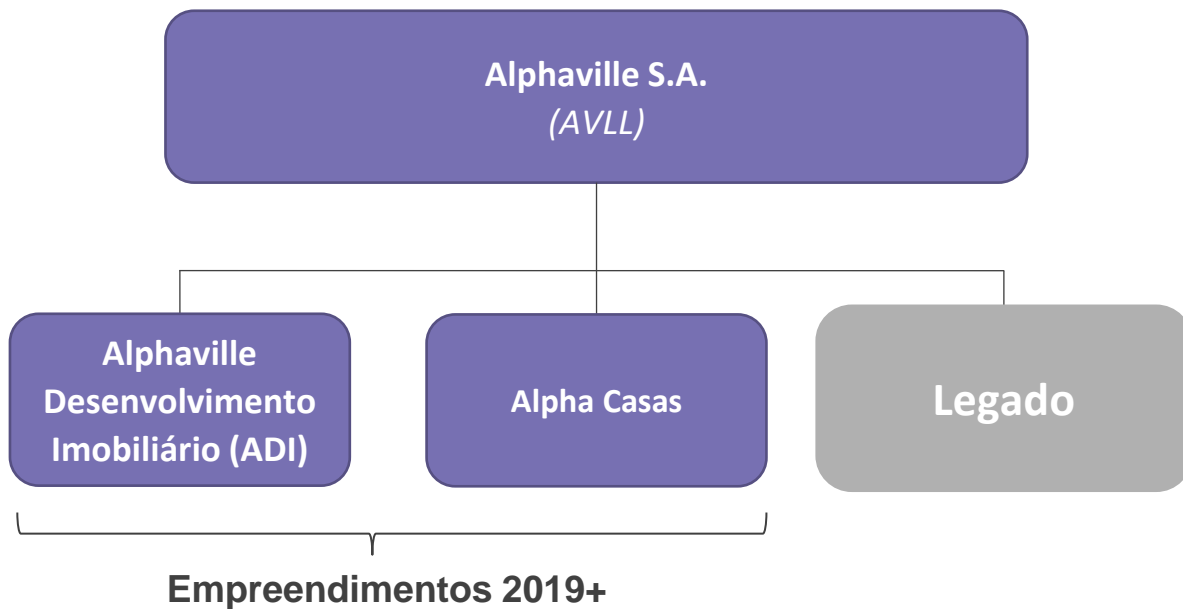 Alphaville S.A.
(AVLL)
Alphaville
Desenvolvimento
Imobiliário (ADI)
Alpha Casas
Legado
Empreendimentos 2019+